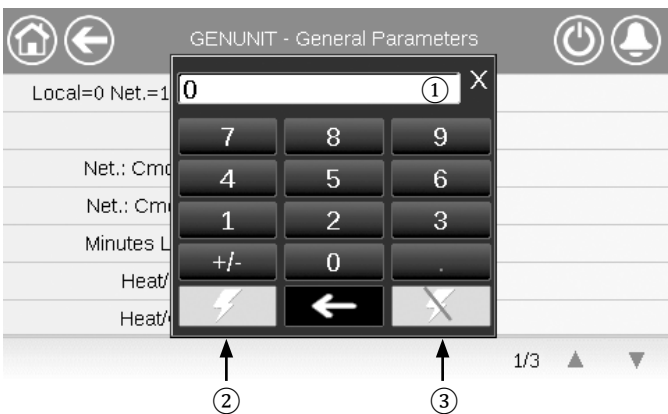 GENUNIT - General Parameters
Local=0 Net.=1
0
①
X
7 8 9
Net.: Cmd
4 5 6
Net.: Cm
1 2 3
Minutes L
+/- 0 .
Heat/
Heat/
1/3
② ③